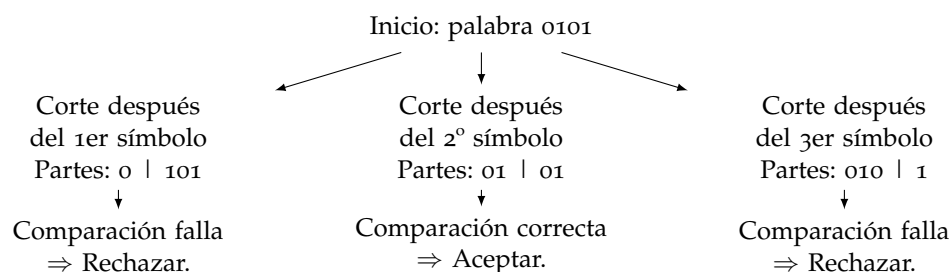 Inicio: palabra 0101
Corte después
del 1er símbolo
Partes: 0 | 101
Comparación falla
⇒ Rechazar.
Corte después
del 2º símbolo
Partes: 01 | 01
Comparación correcta
⇒ Aceptar.
Corte después
del 3er símbolo
Partes: 010 | 1
Comparación falla
⇒ Rechazar.